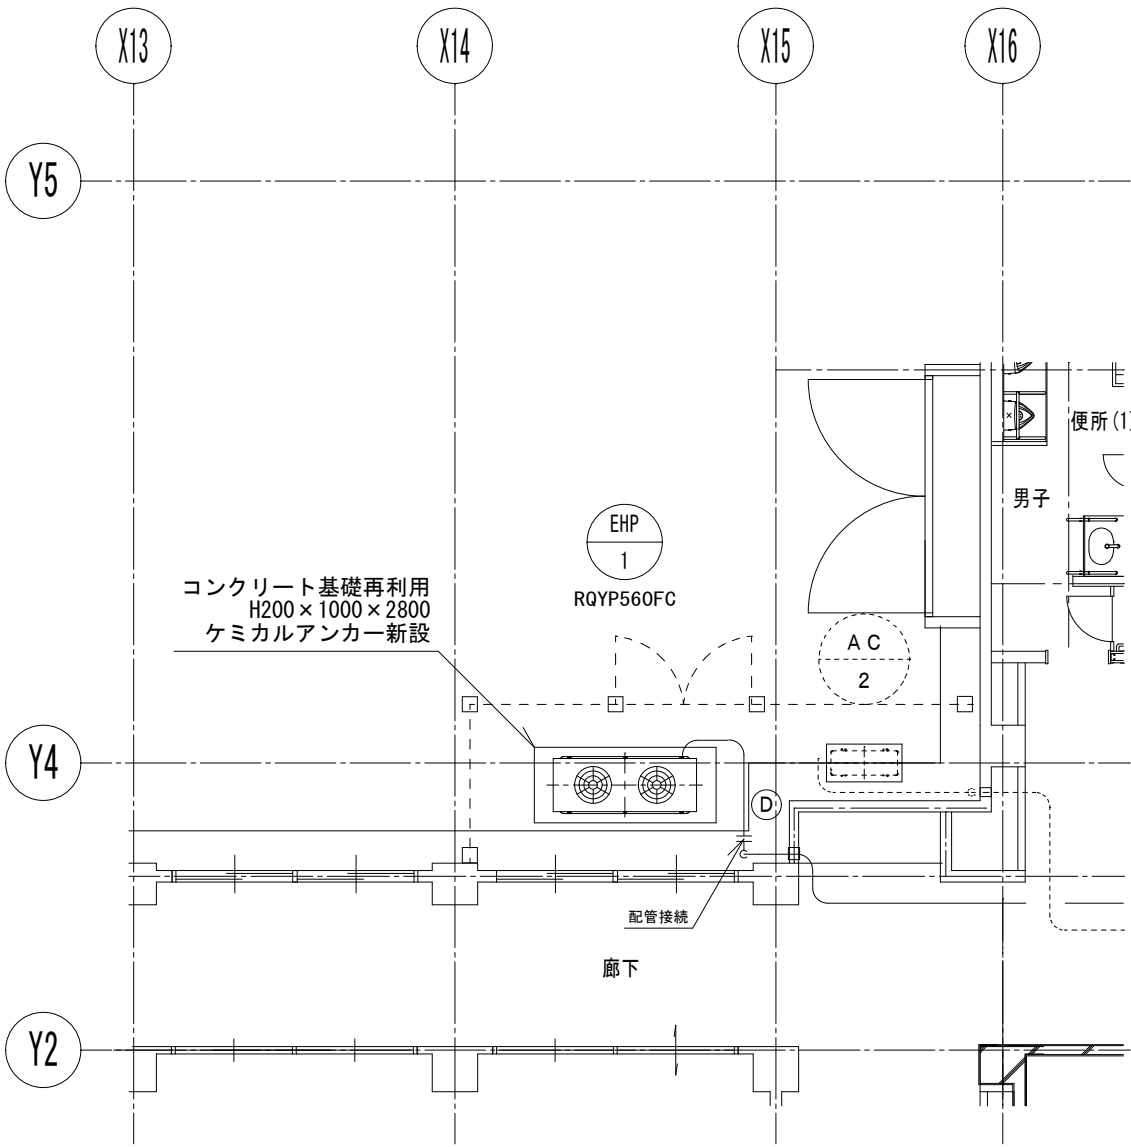 X13
X14
X15
X16
Y5
便所(1)
男子
EHP
1
RQYP560FC
コンクリート基礎再利用
H200×1000×2800
ケミカルアンカー新設
A C
2
Y4
D
配管接続
廊下
Y2